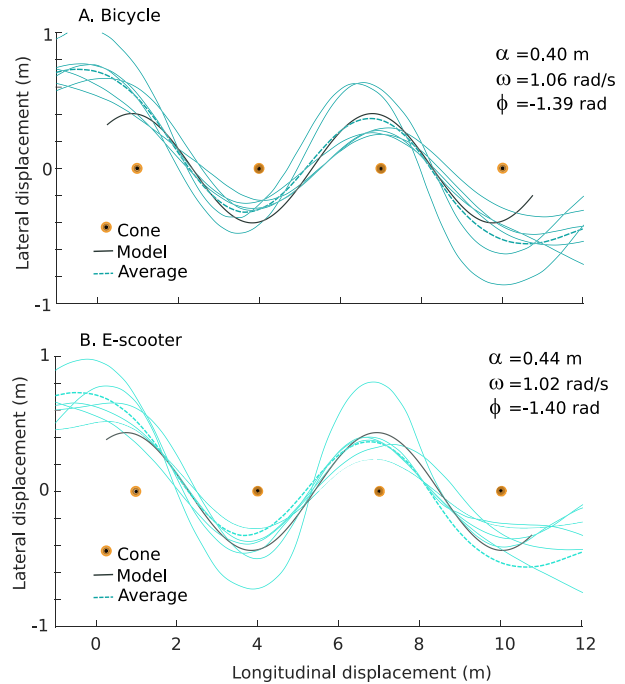 A. Bicycle
1
α =0.40 m
ω =1.06 rad/s
ϕ =-1.39 rad
Lateral displacement (m)
0
Cone
Model
Average
-1
B. E-scooter
1
α =0.44 m
ω =1.02 rad/s
ϕ =-1.40 rad
Lateral displacement (m)
0
Cone
Model
Average
-1
0 2 4 6 8 10 12
Longitudinal displacement (m)